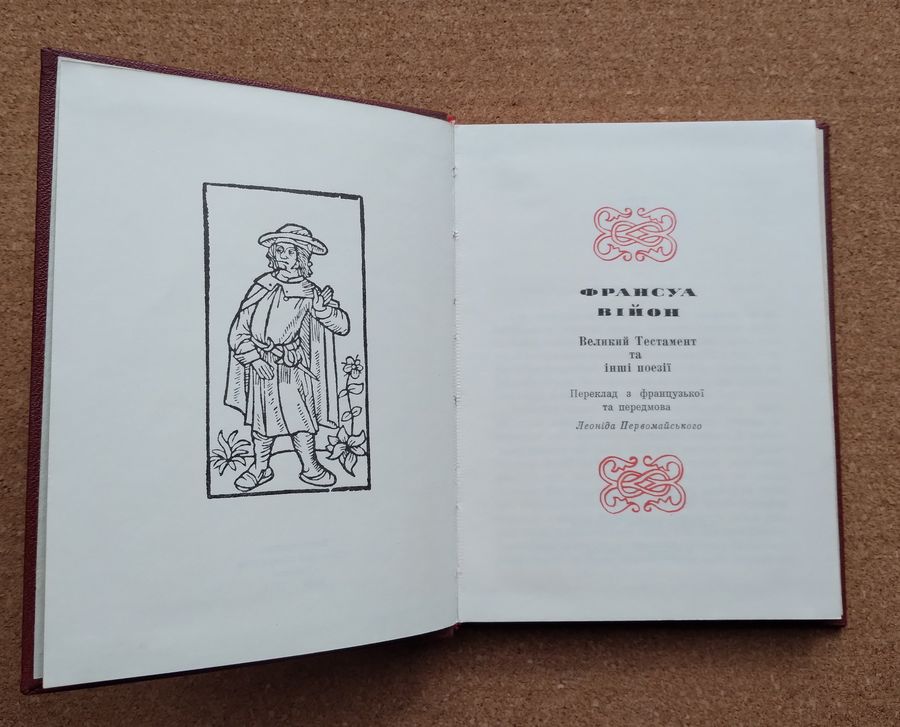 ФРАНСУА
ВІЙОН
Великий Тестамент
та
інші поезії
Переклад з французької
та передмова
Леоніда Первомайського